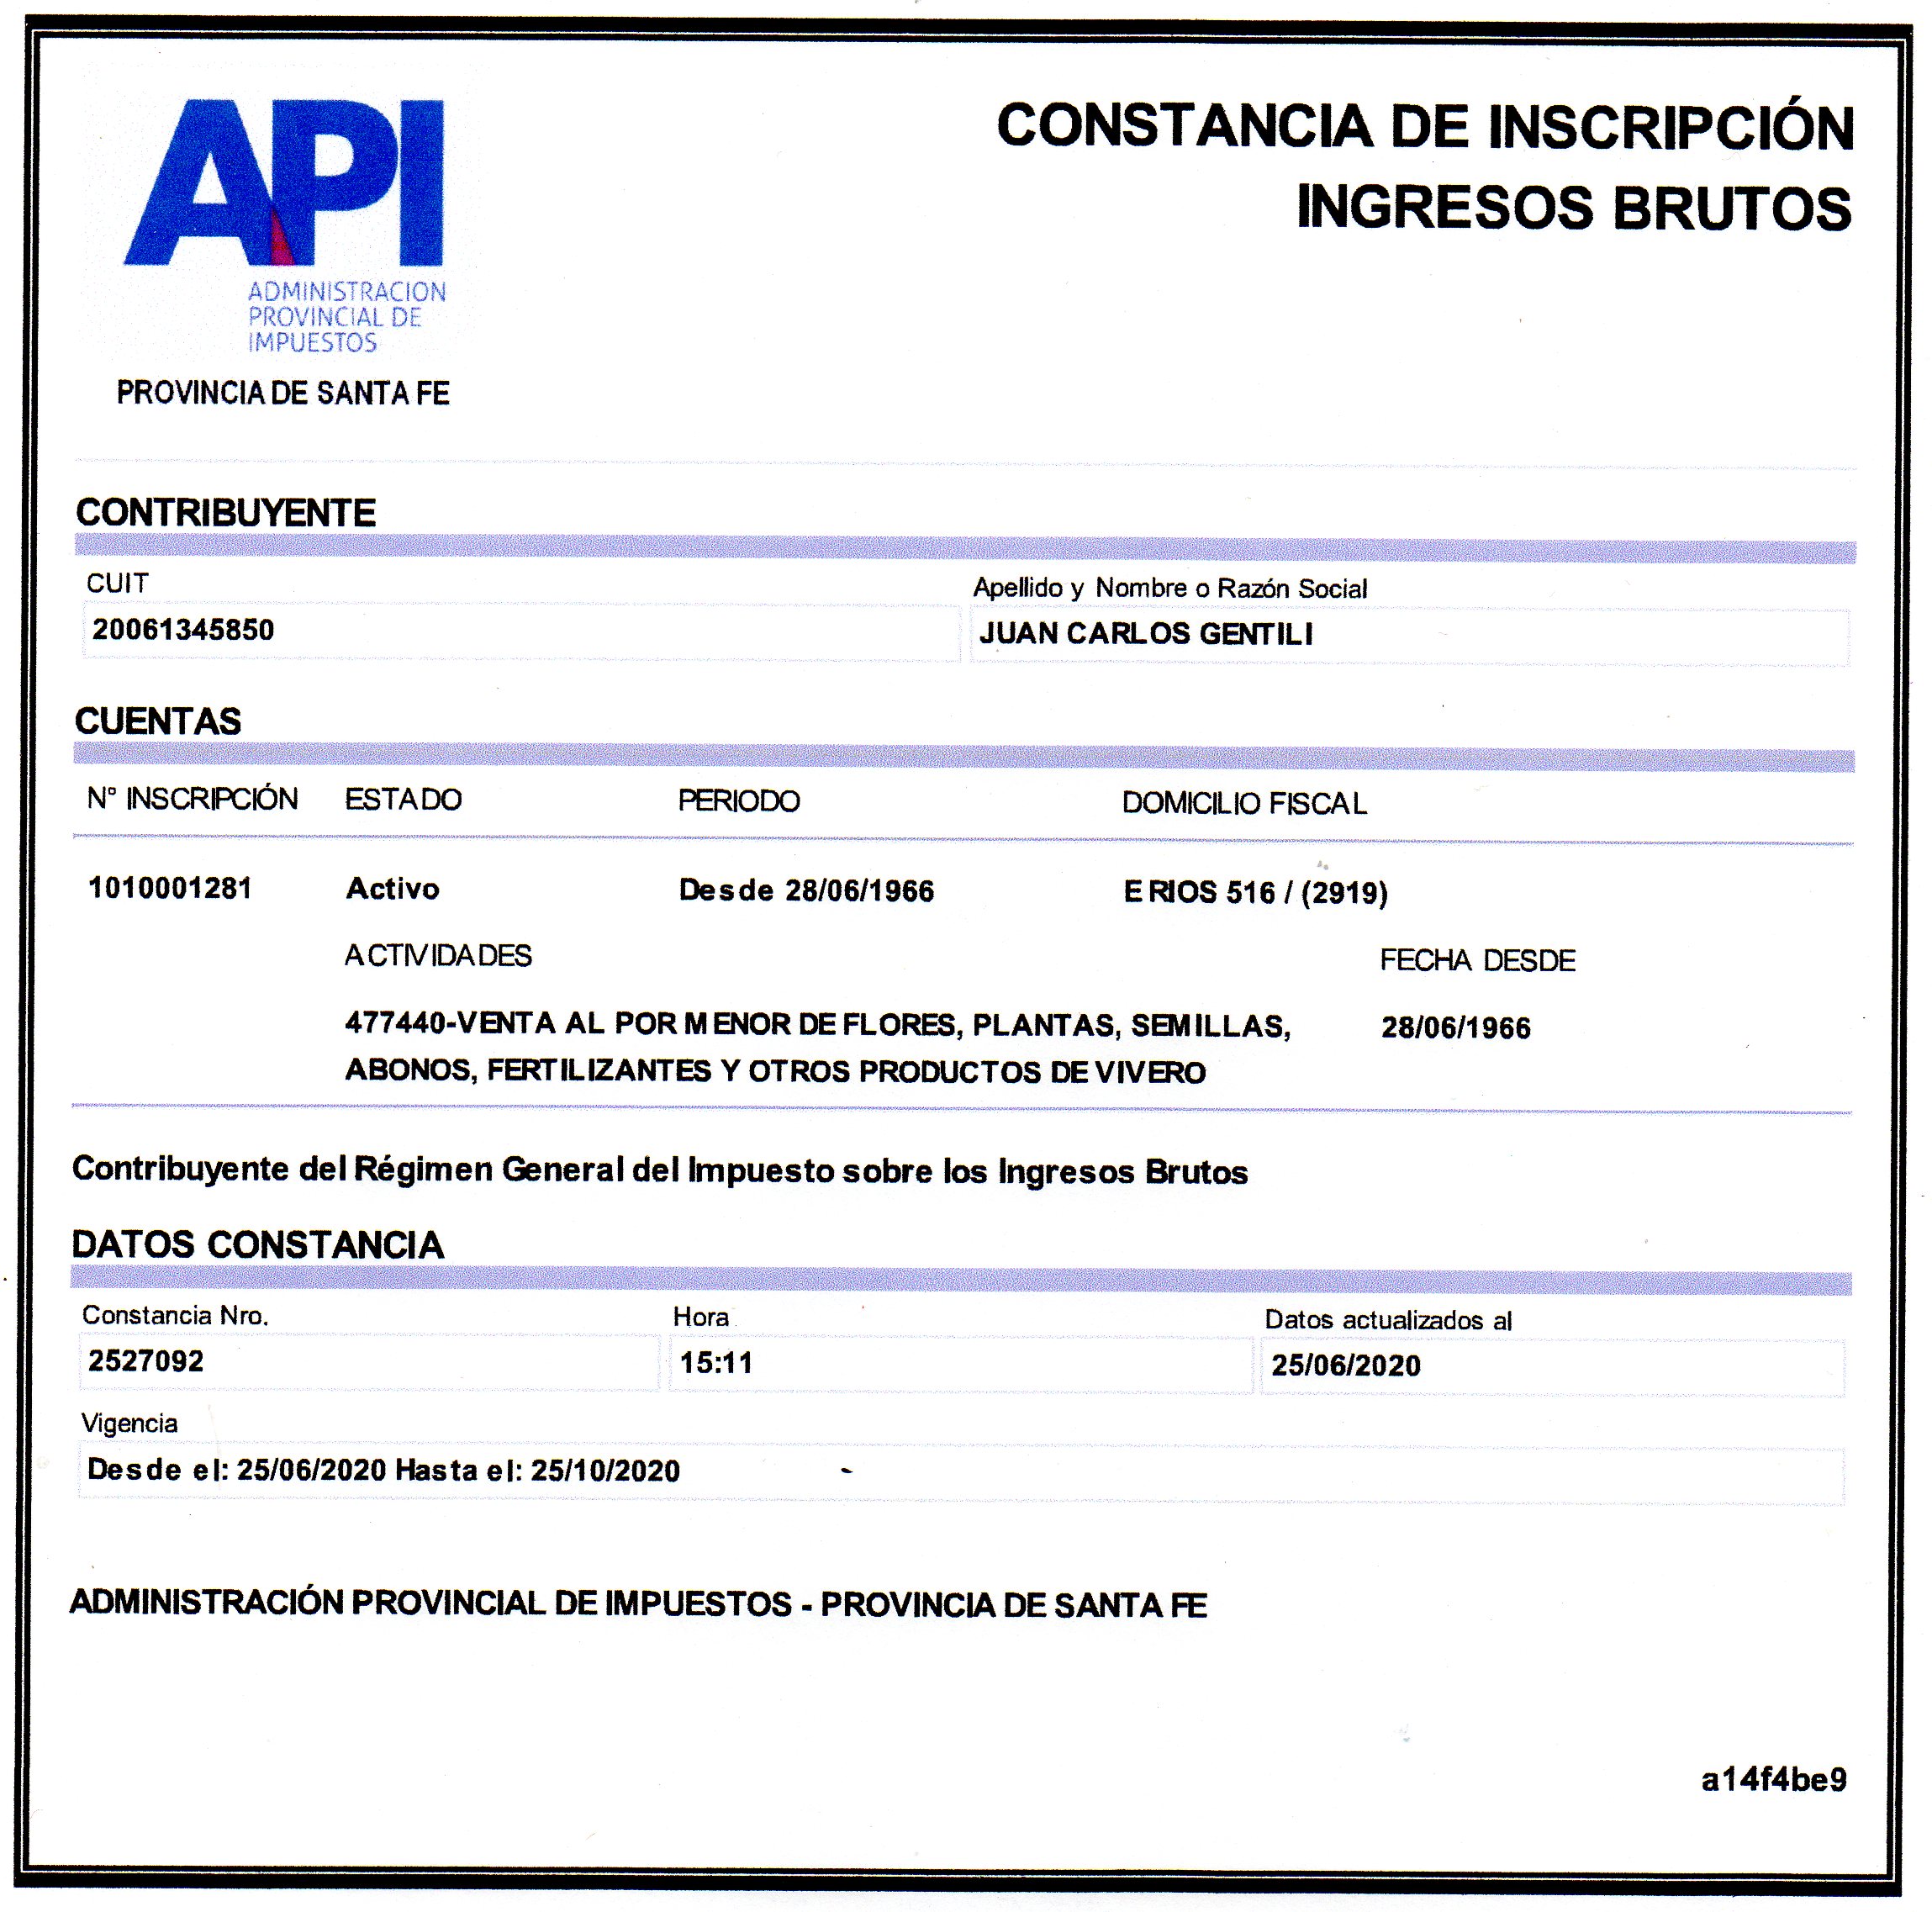 API
ADMINISTRACION
PROVINCIAL DE
IMPUESTOS
PROVINCIA DE SANTA FE
CONSTANCIA DE INSCRIPCIÓN
INGRESOS BRUTOS
CONTRIBUYENTE
CUIT Apellido y Nombre o Razón Social
20061345850 JUAN CARLOS GENTILI
CUENTAS
N° INSCRIPCIÓN ESTADO PERIODO DOMICILIO FISCAL
1010001281 Activo Desde 28/06/1966 E RIOS 516 / (2919)
ACTIVIDADES FECHA DESDE
477440-VENTA AL POR MENOR DE FLORES, PLANTAS, SEMILLAS, 28/06/1966
ABONOS, FERTILIZANTES Y OTROS PRODUCTOS DE VIVERO
Contribuyente del Régimen General del Impuesto sobre los Ingresos Brutos
DATOS CONSTANCIA
Constancia Nro. Hora Datos actualizados al
2527092 15:11 25/06/2020
Vigencia
Desde el: 25/06/2020 Hasta el: 25/10/2020
ADMINISTRACIÓN PROVINCIAL DE IMPUESTOS - PROVINCIA DE SANTA FE
a14f4be9